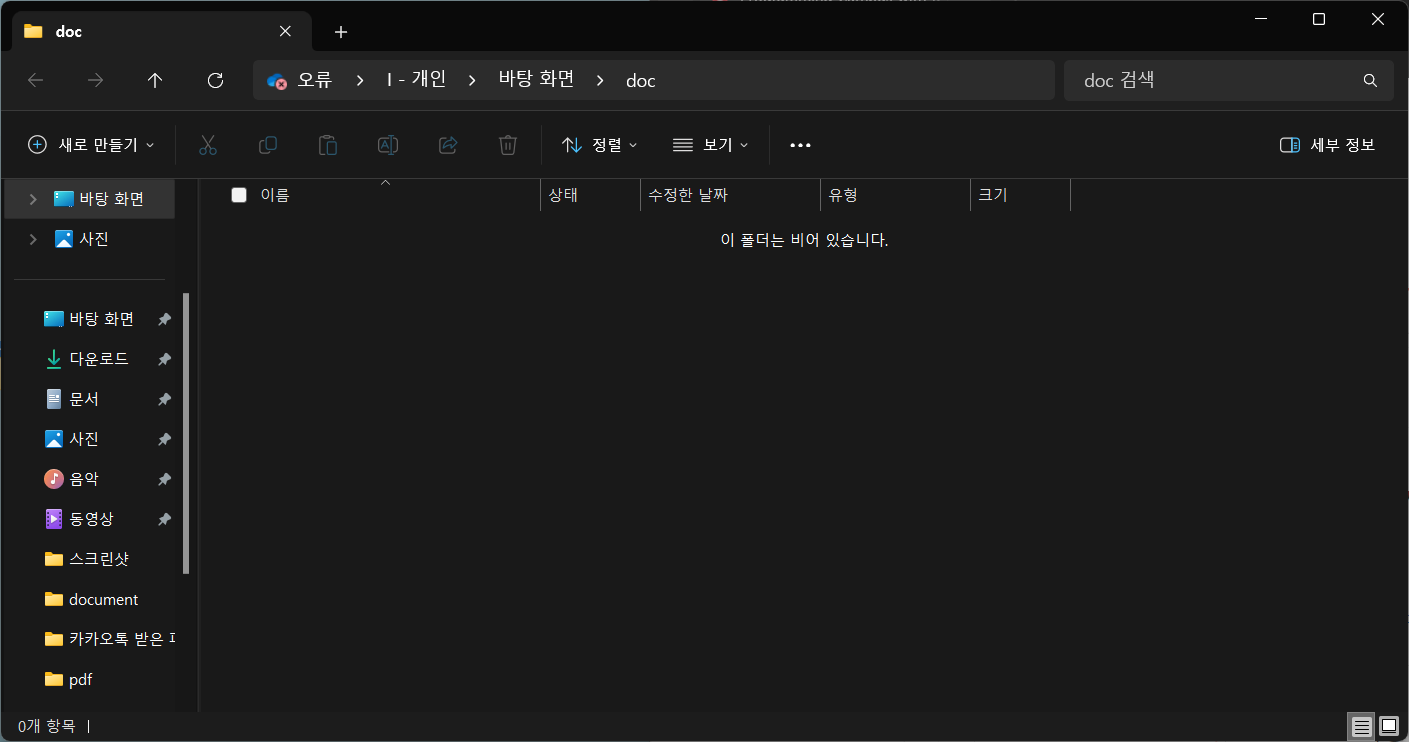 doc
오류 > I - 개인 > 바탕 화면 > doc
doc 검색
새로 만들기
정렬
보기
세부 정보
바탕 화면
사진
이름
상태
수정한 날짜
유형
크기
이 폴더는 비어 있습니다.
바탕 화면
다운로드
문서
사진
음악
동영상
스크린샷
document
카카오톡 받은
pdf
0개 항목